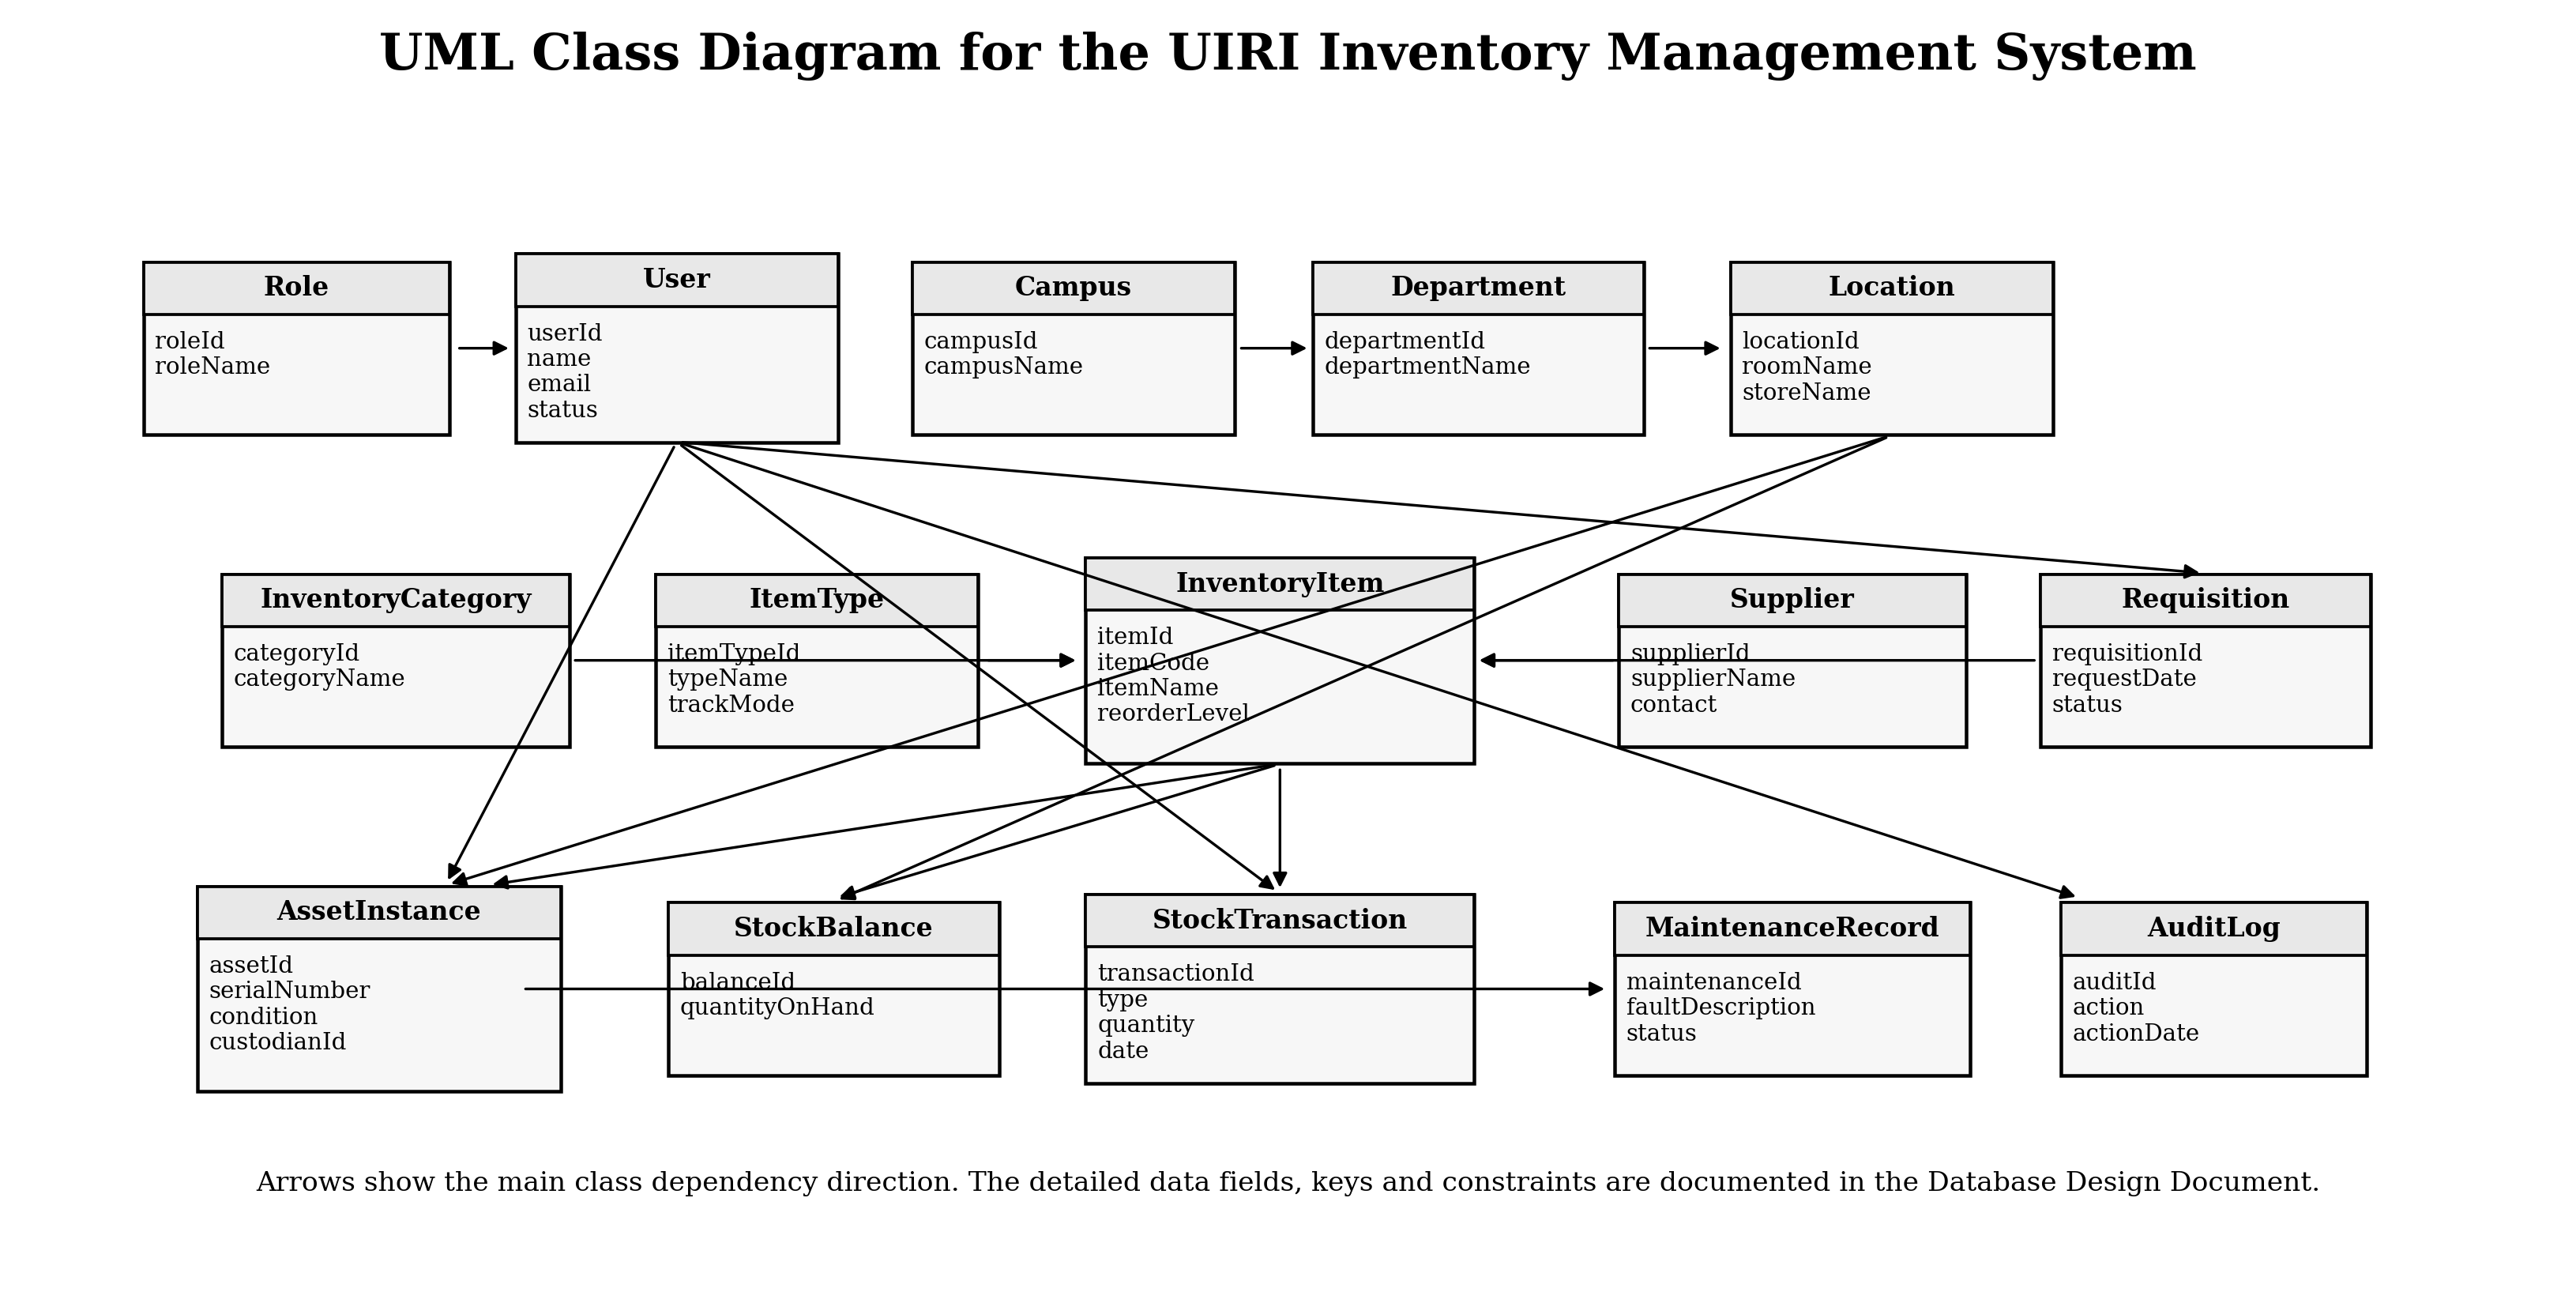 UML Class Diagram for the UIRI Inventory Management System
Role
roleId
roleName
User
userId
name
email
status
Campus
campusId
campusName
Department
departmentId
departmentName
Location
locationId
roomName
storeName
InventoryCategory
categoryId
categoryName
ItemType
itemTypeId
typeName
trackMode
InventoryItem
itemId
itemCode
itemName
reorderLevel
Supplier
supplierId
supplierName
contact
Requisition
requisitionId
requestDate
status
AssetInstance
assetId
serialNumber
condition
custodianId
StockBalance
balanceId
quantityOnHand
StockTransaction
transactionId
type
quantity
date
MaintenanceRecord
maintenanceId
faultDescription
status
AuditLog
auditId
action
actionDate
Arrows show the main class dependency direction. The detailed data fields, keys and constraints are documented in the Database Design Document.